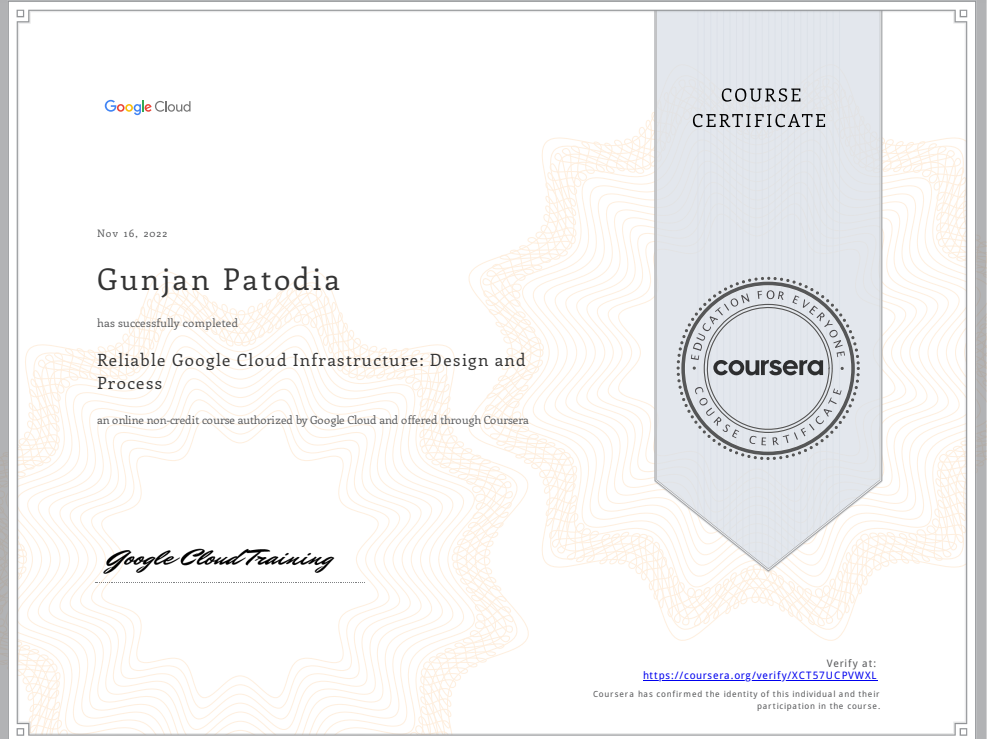 Google Cloud
COURSE
CERTIFICATE
Nov 16, 2022
Gunjan Patodia
has successfully completed
Reliable Google Cloud Infrastructure: Design and
Process
an online non-credit course authorized by Google Cloud and offered through Coursera
EDUCATION FOR EVERYONE
coursera
COURSE CERTIFICATE
Google Cloud Training
Verify at:
https://coursera.org/verify/XCT57UCPVWXL
Coursera has confirmed the identity of this individual and their
participation in the course.